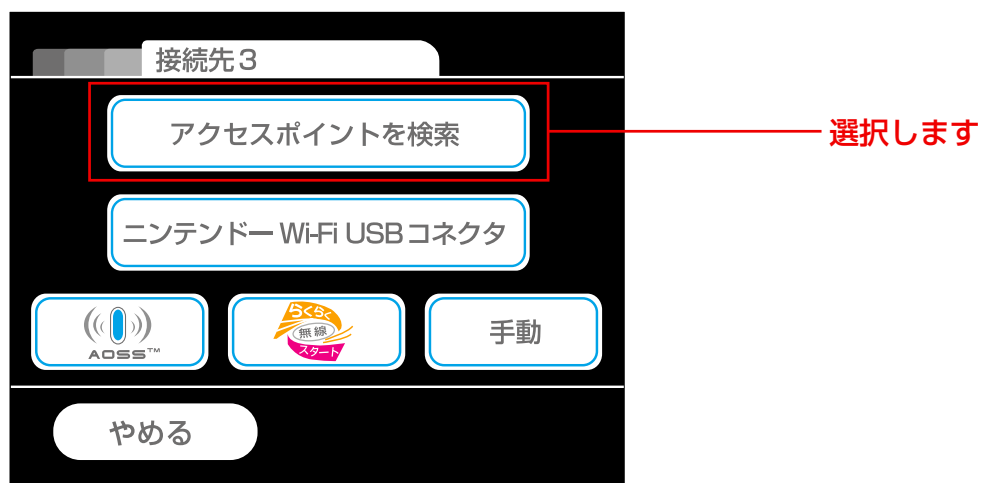 接続先3
アクセスポイントを検索
選択します
ニンテンドーWi-Fi USBコネクタ
AOSS™
らくらく
無線
スタート
手動
やめる